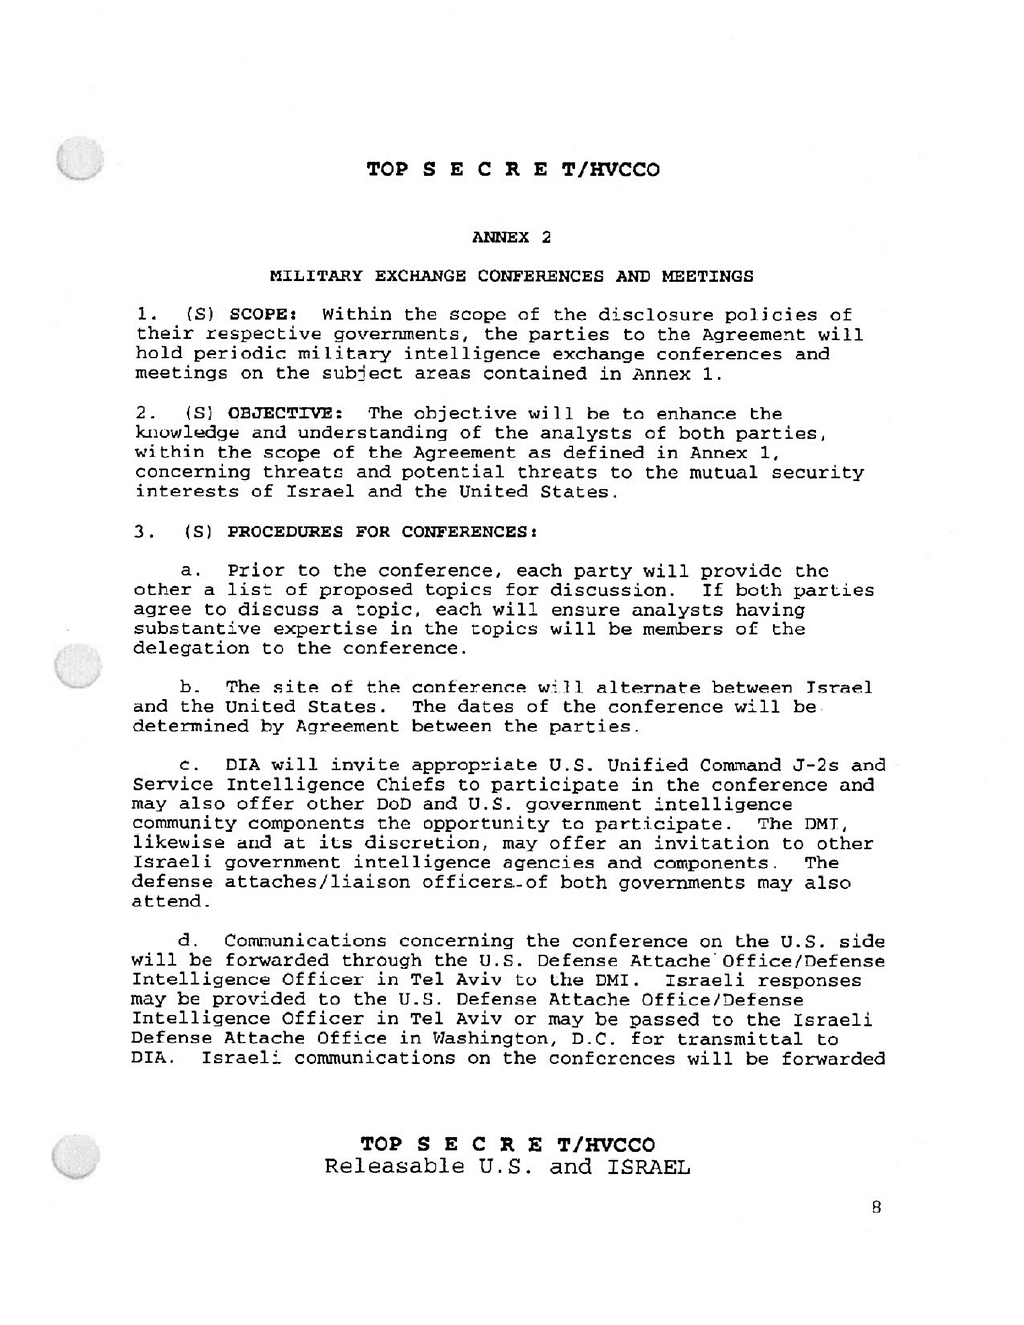 TOP S E C R E T/HVCCO
ANNEX 2
MILITARY EXCHANGE CONFERENCES AND MEETINGS
1. (S) SCOPE: Within the scope of the disclosure policies of
their respective governments, the parties to the Agreement will
hold periodic military intelligence exchange conferences and
meetings on the subject areas contained in Annex 1.
2. (S) OBJECTIVE: The objective will be to enhance the
knowledge and understanding of the analysts of both parties,
within the scope of the Agreement as defined in Annex 1,
concerning threats and potential threats to the mutual security
interests of Israel and the United States.
3. (S) PROCEDURES FOR CONFERENCES:
a. Prior to the conference, each party will provide the
other a list of proposed topics for discussion. If both parties
agree to discuss a topic, each will ensure analysts having
substantive expertise in the topics will be members of the
delegation to the conference.
b. The site of the conference will alternate between Israel
and the United States. The dates of the conference will be
determined by Agreement between the parties.
c. DIA will invite appropriate U.S. Unified Command J-2s and
Service Intelligence Chiefs to participate in the conference and
may also offer other DoD and U.S. government intelligence
community components the opportunity to participate. The DMI,
likewise and at its discretion, may offer an invitation to other
Israeli government intelligence agencies and components. The
defense attaches/liaison officers of both governments may also
attend.
d. Communications concerning the conference on the U.S. side
will be forwarded through the U.S. Defense Attache Office/Defense
Intelligence Officer in Tel Aviv to the DMI. Israeli responses
may be provided to the U.S. Defense Attache Office/Defense
Intelligence Officer in Tel Aviv or may be passed to the Israeli
Defense Attache Office in Washington, D.C. for transmittal to
DIA. Israeli communications on the conferences will be forwarded
TOP S E C R E T/HVCCO
Releasable U.S. and ISRAEL
8